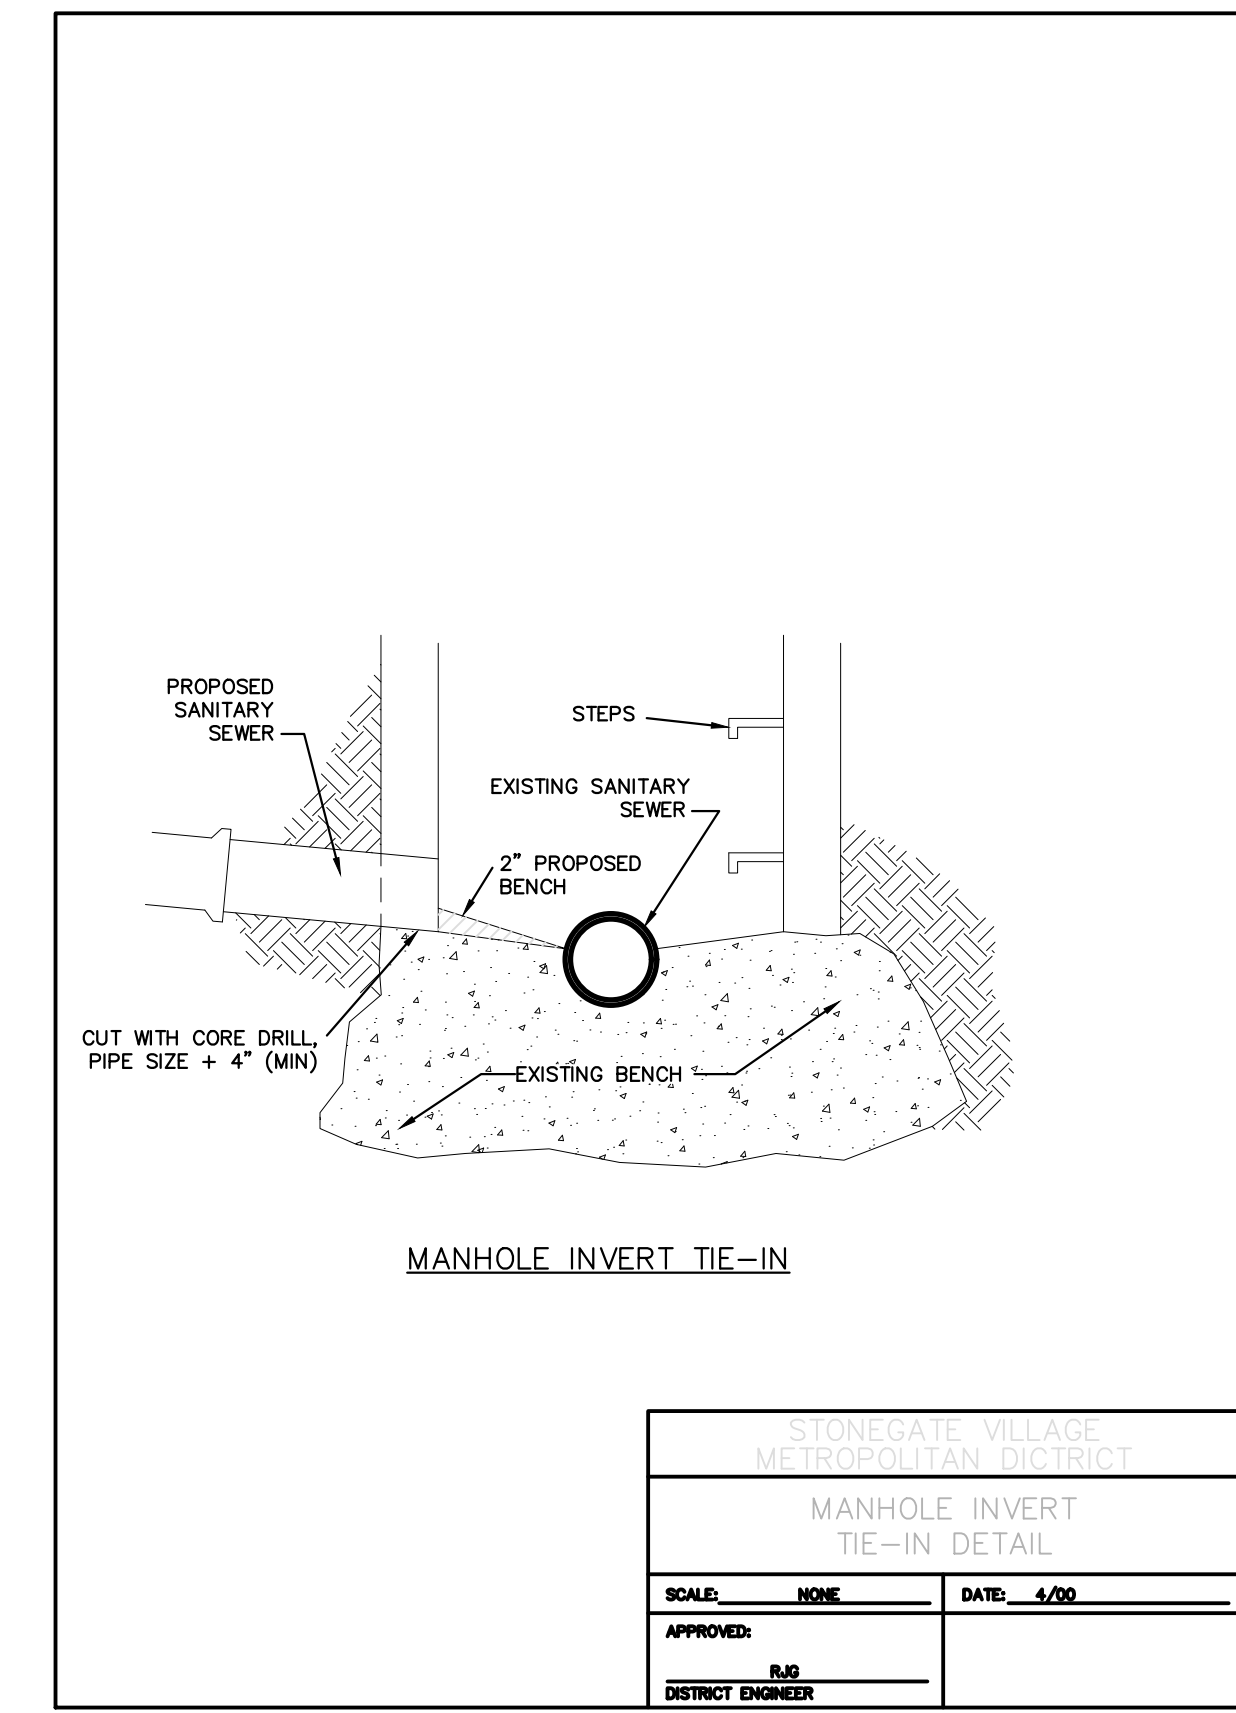 PROPOSED
SANITARY
SEWER
STEPS
EXISTING SANITARY
SEWER
2" PROPOSED
BENCH
CUT WITH CORE DRILL,
PIPE SIZE + 4" (MIN)
EXISTING BENCH
MANHOLE INVERT TIE-IN
STONEGATE VILLAGE
METROPOLITAN DICTRICT
MANHOLE INVERT
TIE-IN DETAIL
SCALE: NONE
DATE: 4/00
APPROVED:
RJG
DISTRICT ENGINEER